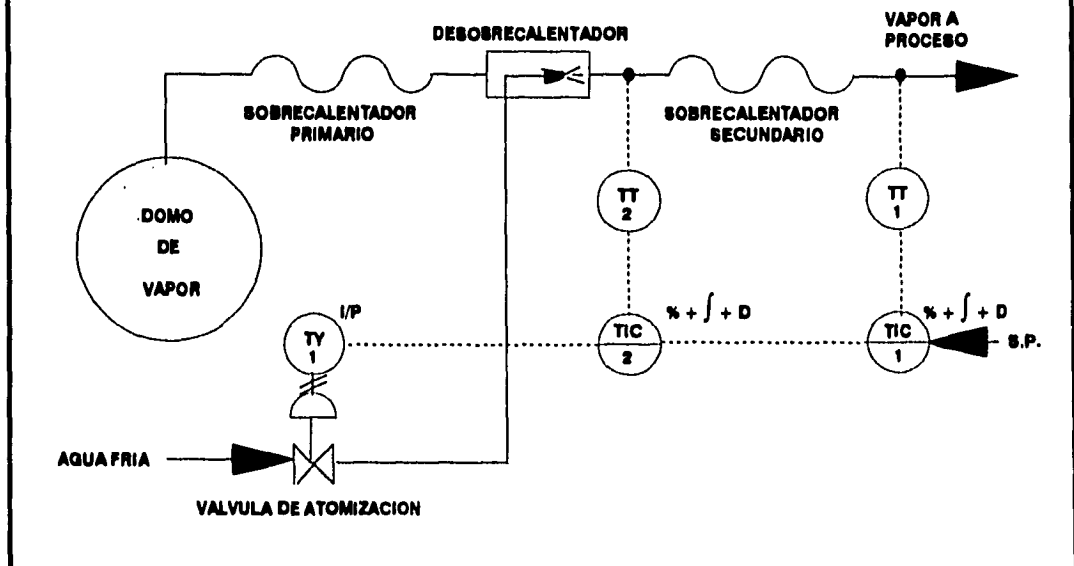 DESOBRECALENTADOR
VAPOR A
PROCESO
SOBRECALENTADOR
PRIMARIO
SOBRECALENTADOR
SECUNDARIO
DOMO
DE
VAPOR
TT
2
TT
1
I/P
TY
1
TIC
2
% + ∫ + D
TIC
1
% + ∫ + D
S.P.
AGUA FRIA
VALVULA DE ATOMIZACION